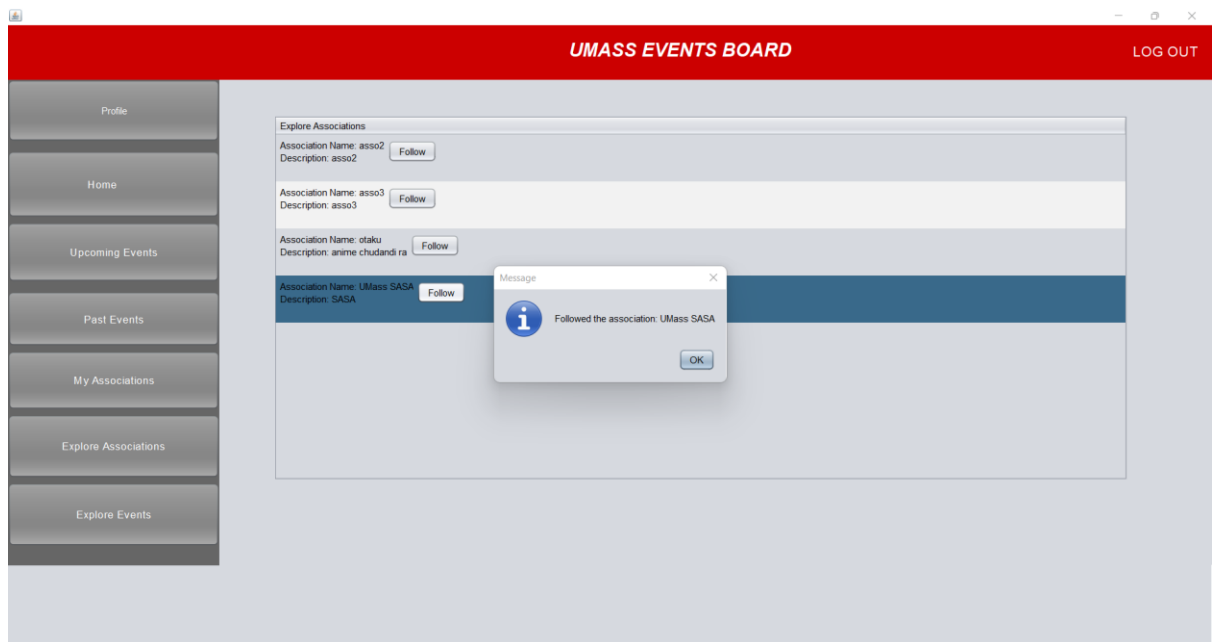 UMASS EVENTS BOARD
LOG OUT
Profile
Home
Upcoming Events
Past Events
My Associations
Explore Associations
Explore Events
Explore Associations
Association Name: asso2
Description: asso2
Follow
Association Name: asso3
Description: asso3
Follow
Association Name: otaku
Description: anime chudandi ra
Follow
Association Name: UMass SASA
Description: SASA
Follow
Message
Followed the association: UMass SASA
OK